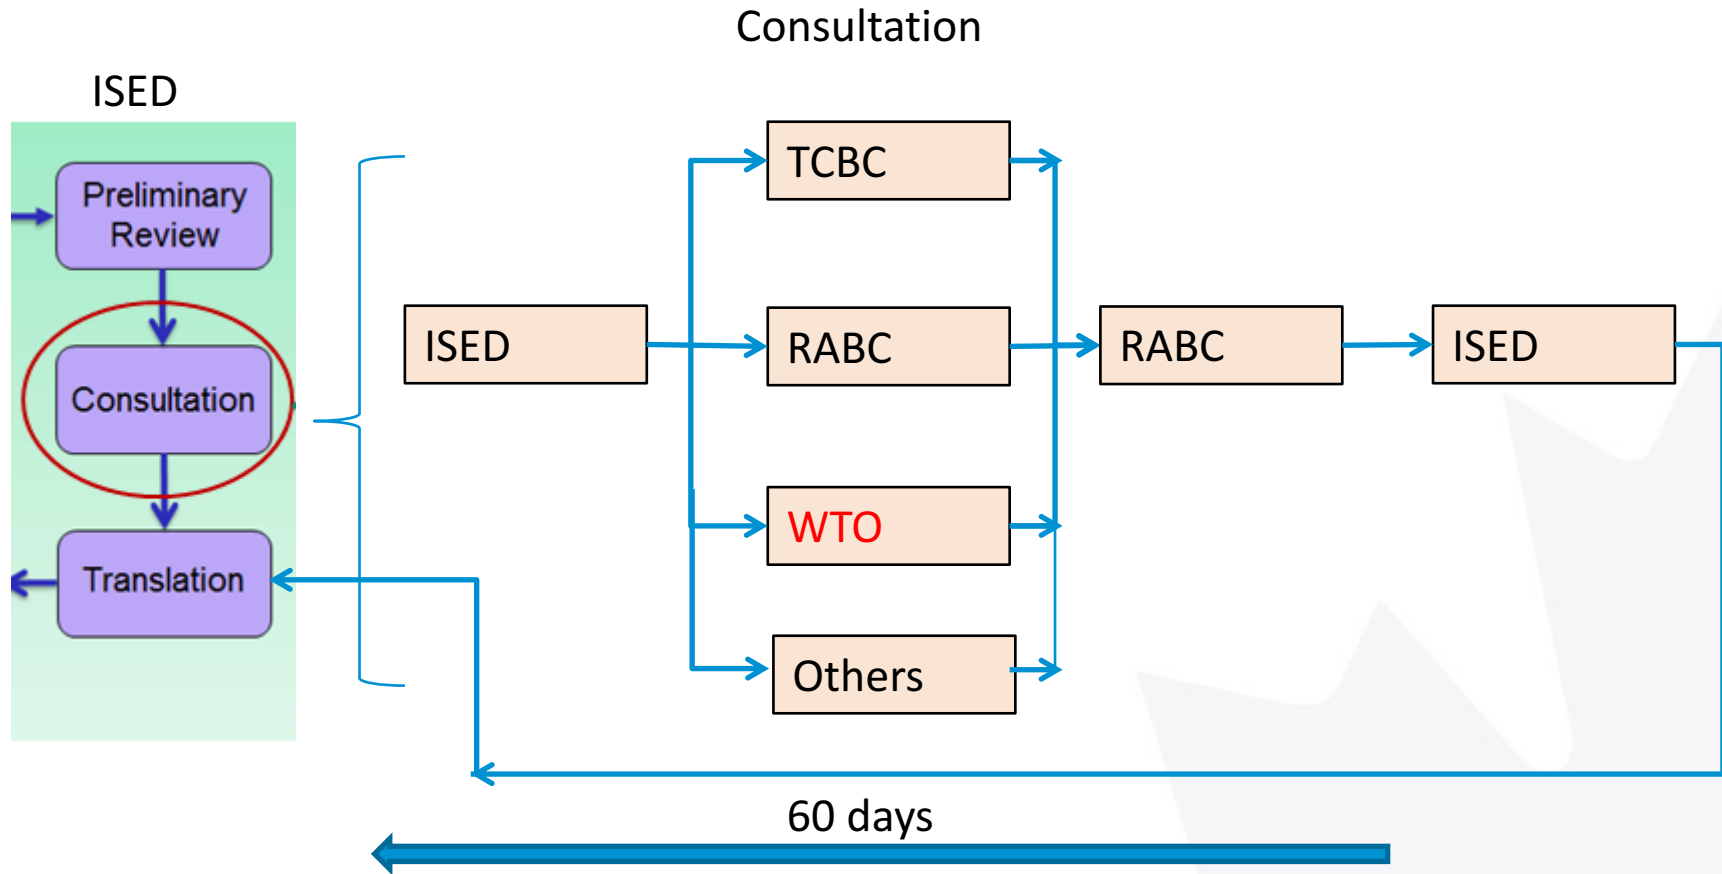 Consultation
ISED
Preliminary
Review
Consultation
Translation
ISED
TCBC
RABC
WTO
Others
RABC
ISED
60 days